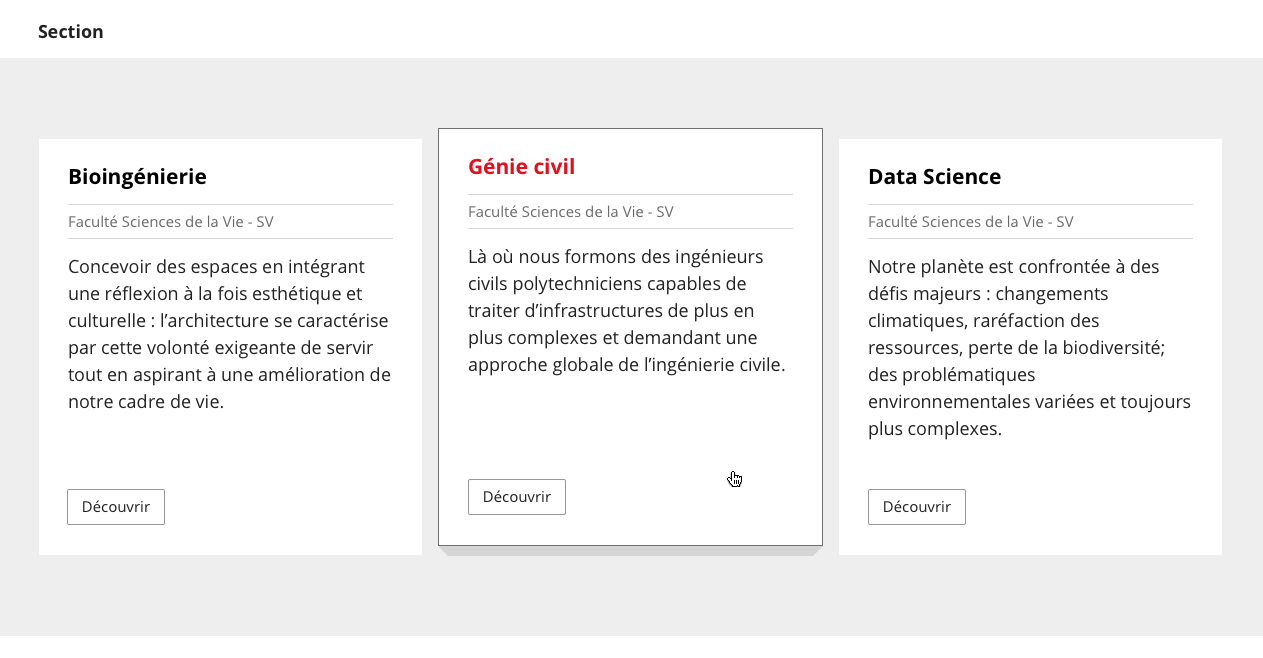 Section
Bioingénierie
Faculté Sciences de la Vie - SV
Concevoir des espaces en intégrant
une réflexion à la fois esthétique et
culturelle : l’architecture se caractérise
par cette volonté exigeante de servir
tout en aspirant à une amélioration de
notre cadre de vie.
Découvrir
Génie civil
Faculté Sciences de la Vie - SV
Là où nous formons des ingénieurs
civils polytechniciens capables de
traiter d’infrastructures de plus en
plus complexes et demandant une
approche globale de l’ingénierie civile.
Découvrir
Data Science
Faculté Sciences de la Vie - SV
Notre planète est confrontée à des
défis majeurs : changements
climatiques, raréfaction des
ressources, perte de la biodiversité;
des problématiques
environnementales variées et toujours
plus complexes.
Découvrir